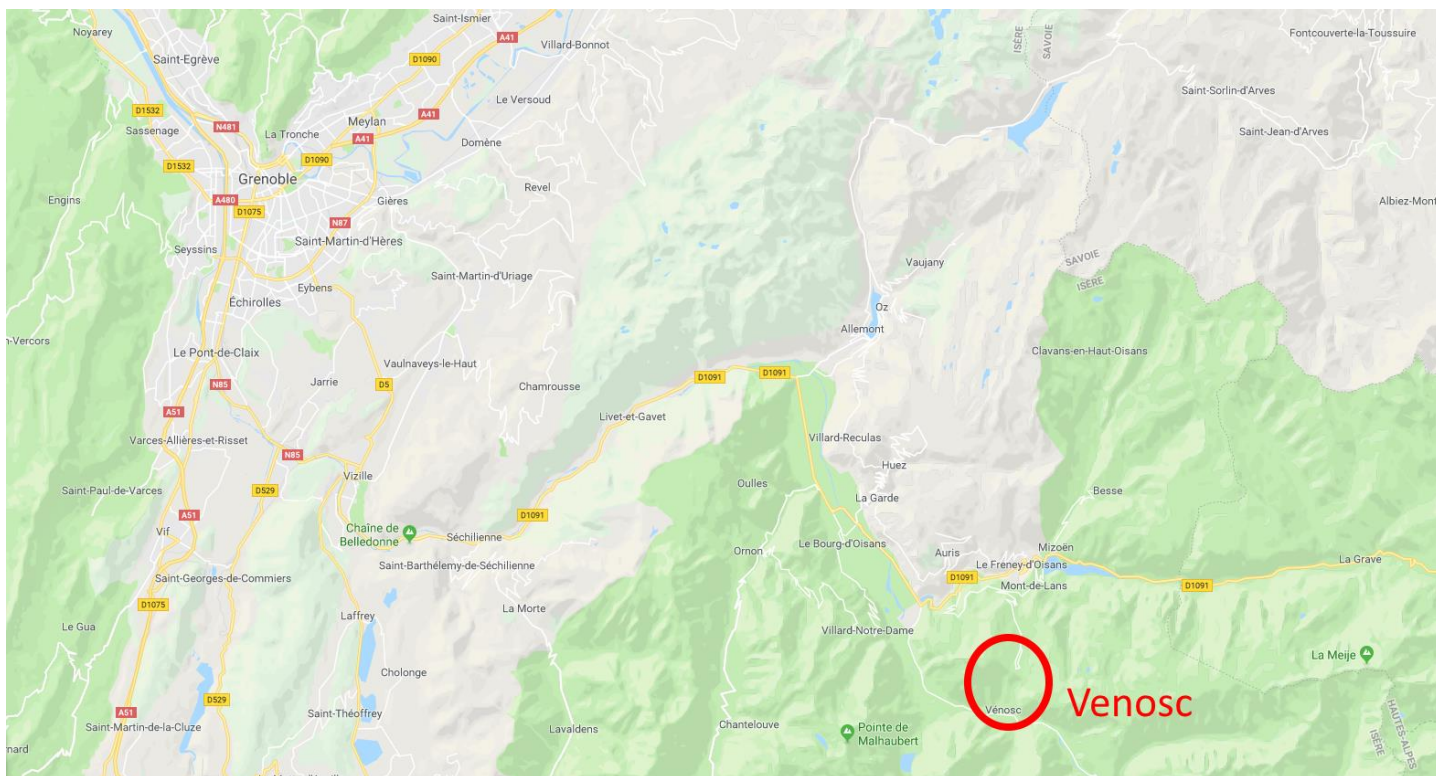 Noyarey
Saint-Ismier
A41
Villard-Bonnot
ISÈRE
SAVOIE
Fontcouverte-la-Toussuire
Saint-Egrève
D1090
D1532
Le Versoud
Saint-Sorlin-d'Arves
Sassenage
N481
La Tronche
Meylan
A41
A41
Saint-Jean-d'Arves
D1532
D1090
Domène
Grenoble
Engins
A480
D1075
Gières
Revel
Albiez-Mont
N87
Seyssins
Saint-Martin-d'Hères
SAVOIE
ISÈRE
Saint-Martin-d'Uriage
Vaujany
Eybens
Échirolles
Oz
Allemont
n-Vercors
Le Pont-de-Claix
Vaulnaveys-le-Haut
Clavans-en-Haut-Oisans
N85
Jarrie
D5
Chamrousse
D1091
D1091
A51
Livet-et-Gavet
Varces-Allières-et-Risset
N85
Villard-Reculas
Huez
Vizille
Saint-Paul-de-Varces
D529
Oulles
Besse
La Garde
A51
D1091
Vif
Chaîne de
Belledonne
Séchilienne
Le Bourg-d'Oisans
Ornon
Auris
Mizoën
La Grave
Saint-Barthélemy-de-Séchilienne
Le Freney-d'Oisans
Saint-Georges-de-Commiers
D1091
Mont-de-Lans
D1091
D1075
La Morte
Laffrey
Le Gua
Villard-Notre-Dame
La Meije
Cholonge
D529
Venosc
A51
Saint-Théoffrey
Vénosc
Saint-Martin-de-la-Cluze
Lavaldens
Chantelouve
Pointe de
Malhaubert
HAUTES-ALPES
ISÈRE
nard